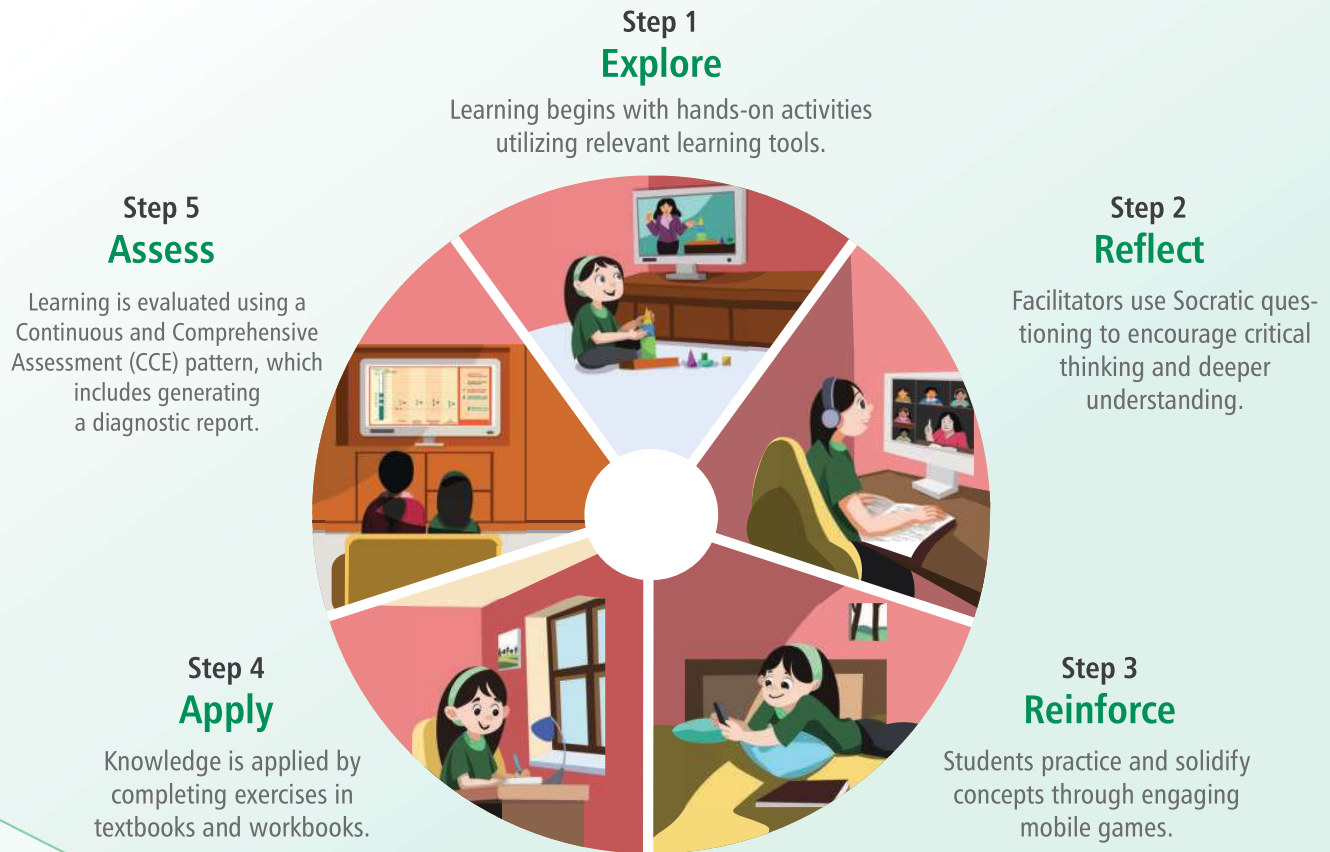 Step 1
Explore
Learning begins with hands-on activities
utilizing relevant learning tools.
Step 2
Reflect
Facilitators use Socratic ques-
tioning to encourage critical
thinking and deeper
understanding.
Step 3
Reinforce
Students practice and solidify
concepts through engaging
mobile games.
Step 4
Apply
Knowledge is applied by
completing exercises in
textbooks and workbooks.
Step 5
Assess
Learning is evaluated using a
Continuous and Comprehensive
Assessment (CCE) pattern, which
includes generating
a diagnostic report.